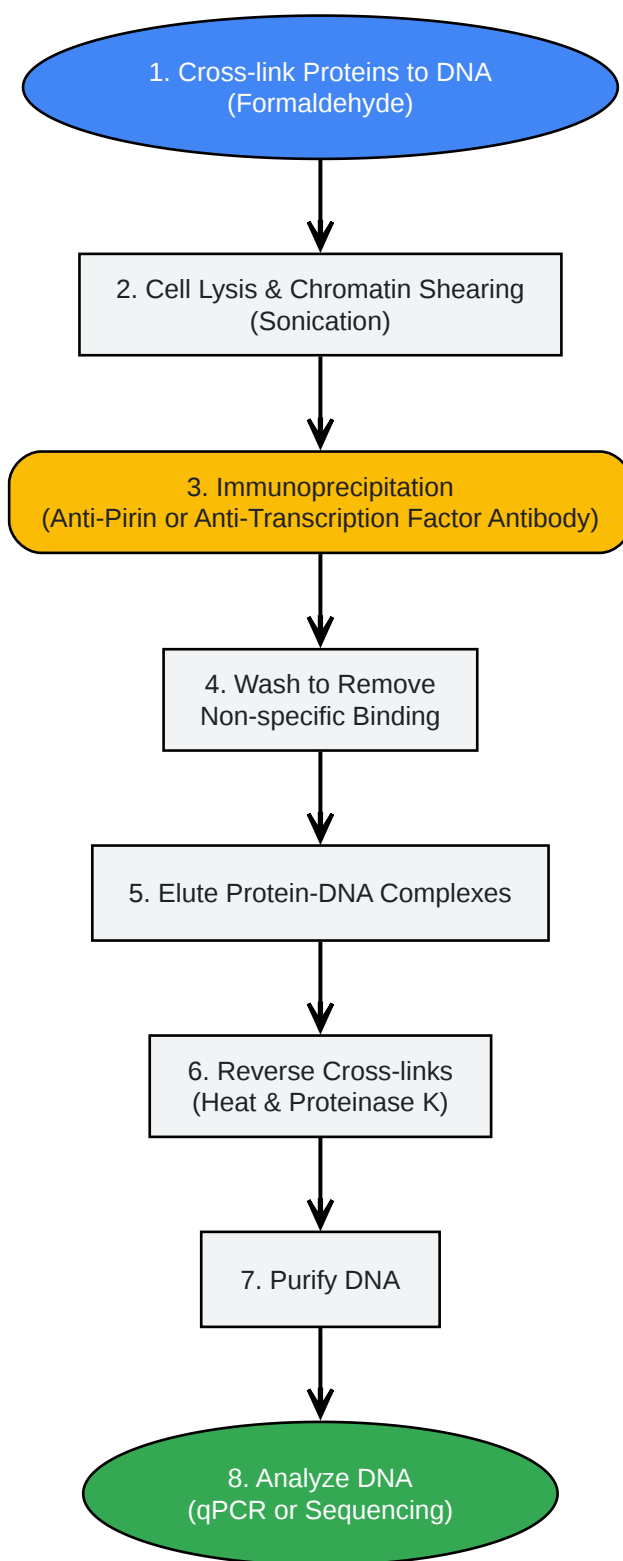 1. Cross-link Proteins to DNA
(Formaldehyde)
2. Cell Lysis & Chromatin Shearing
(Sonication)
3. Immunoprecipitation
(Anti-Pirin or Anti-Transcription Factor Antibody)
4. Wash to Remove
Non-specific Binding
5. Elute Protein-DNA Complexes
6. Reverse Cross-links
(Heat & Proteinase K)
7. Purify DNA
8. Analyze DNA
(qPCR or Sequencing)